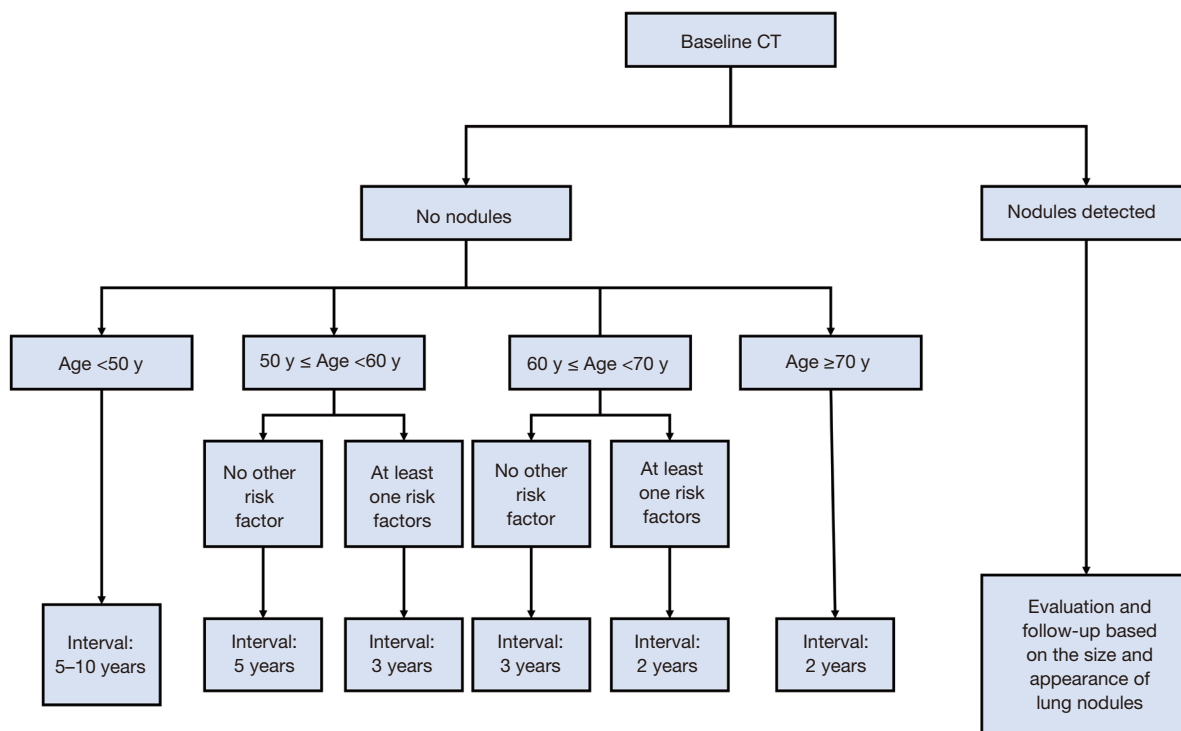 Baseline CT
No nodules
Nodules detected
Age <50 y
50 y ≤ Age <60 y
60 y ≤ Age <70 y
Age ≥70 y
No other
risk
factor
At least
one risk
factors
No other
risk
factor
At least
one risk
factors
Interval:
5–10 years
Interval:
5 years
Interval:
3 years
Interval:
3 years
Interval:
2 years
Interval:
2 years
Evaluation and
follow-up based
on the size and
appearance of
lung nodules